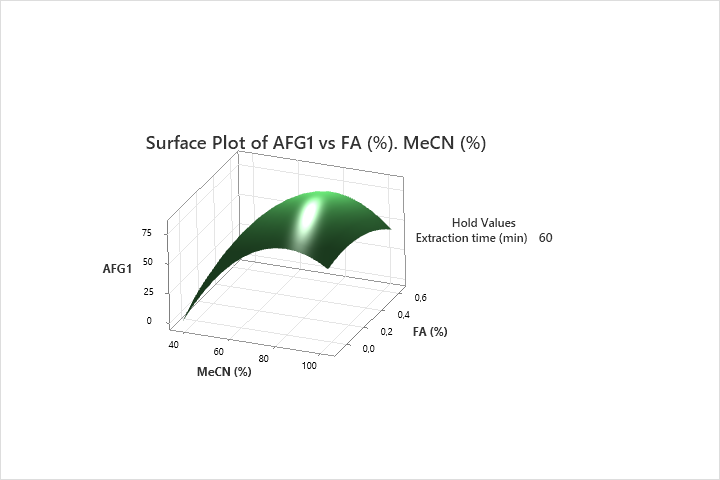 Surface Plot of AFG1 vs FA (%). MeCN (%)
Hold Values
Extraction time (min) 60
75
50
25
0
AFG1
40
60
80
100
MeCN (%)
0,0
0,2
0,4
0,6
FA (%)